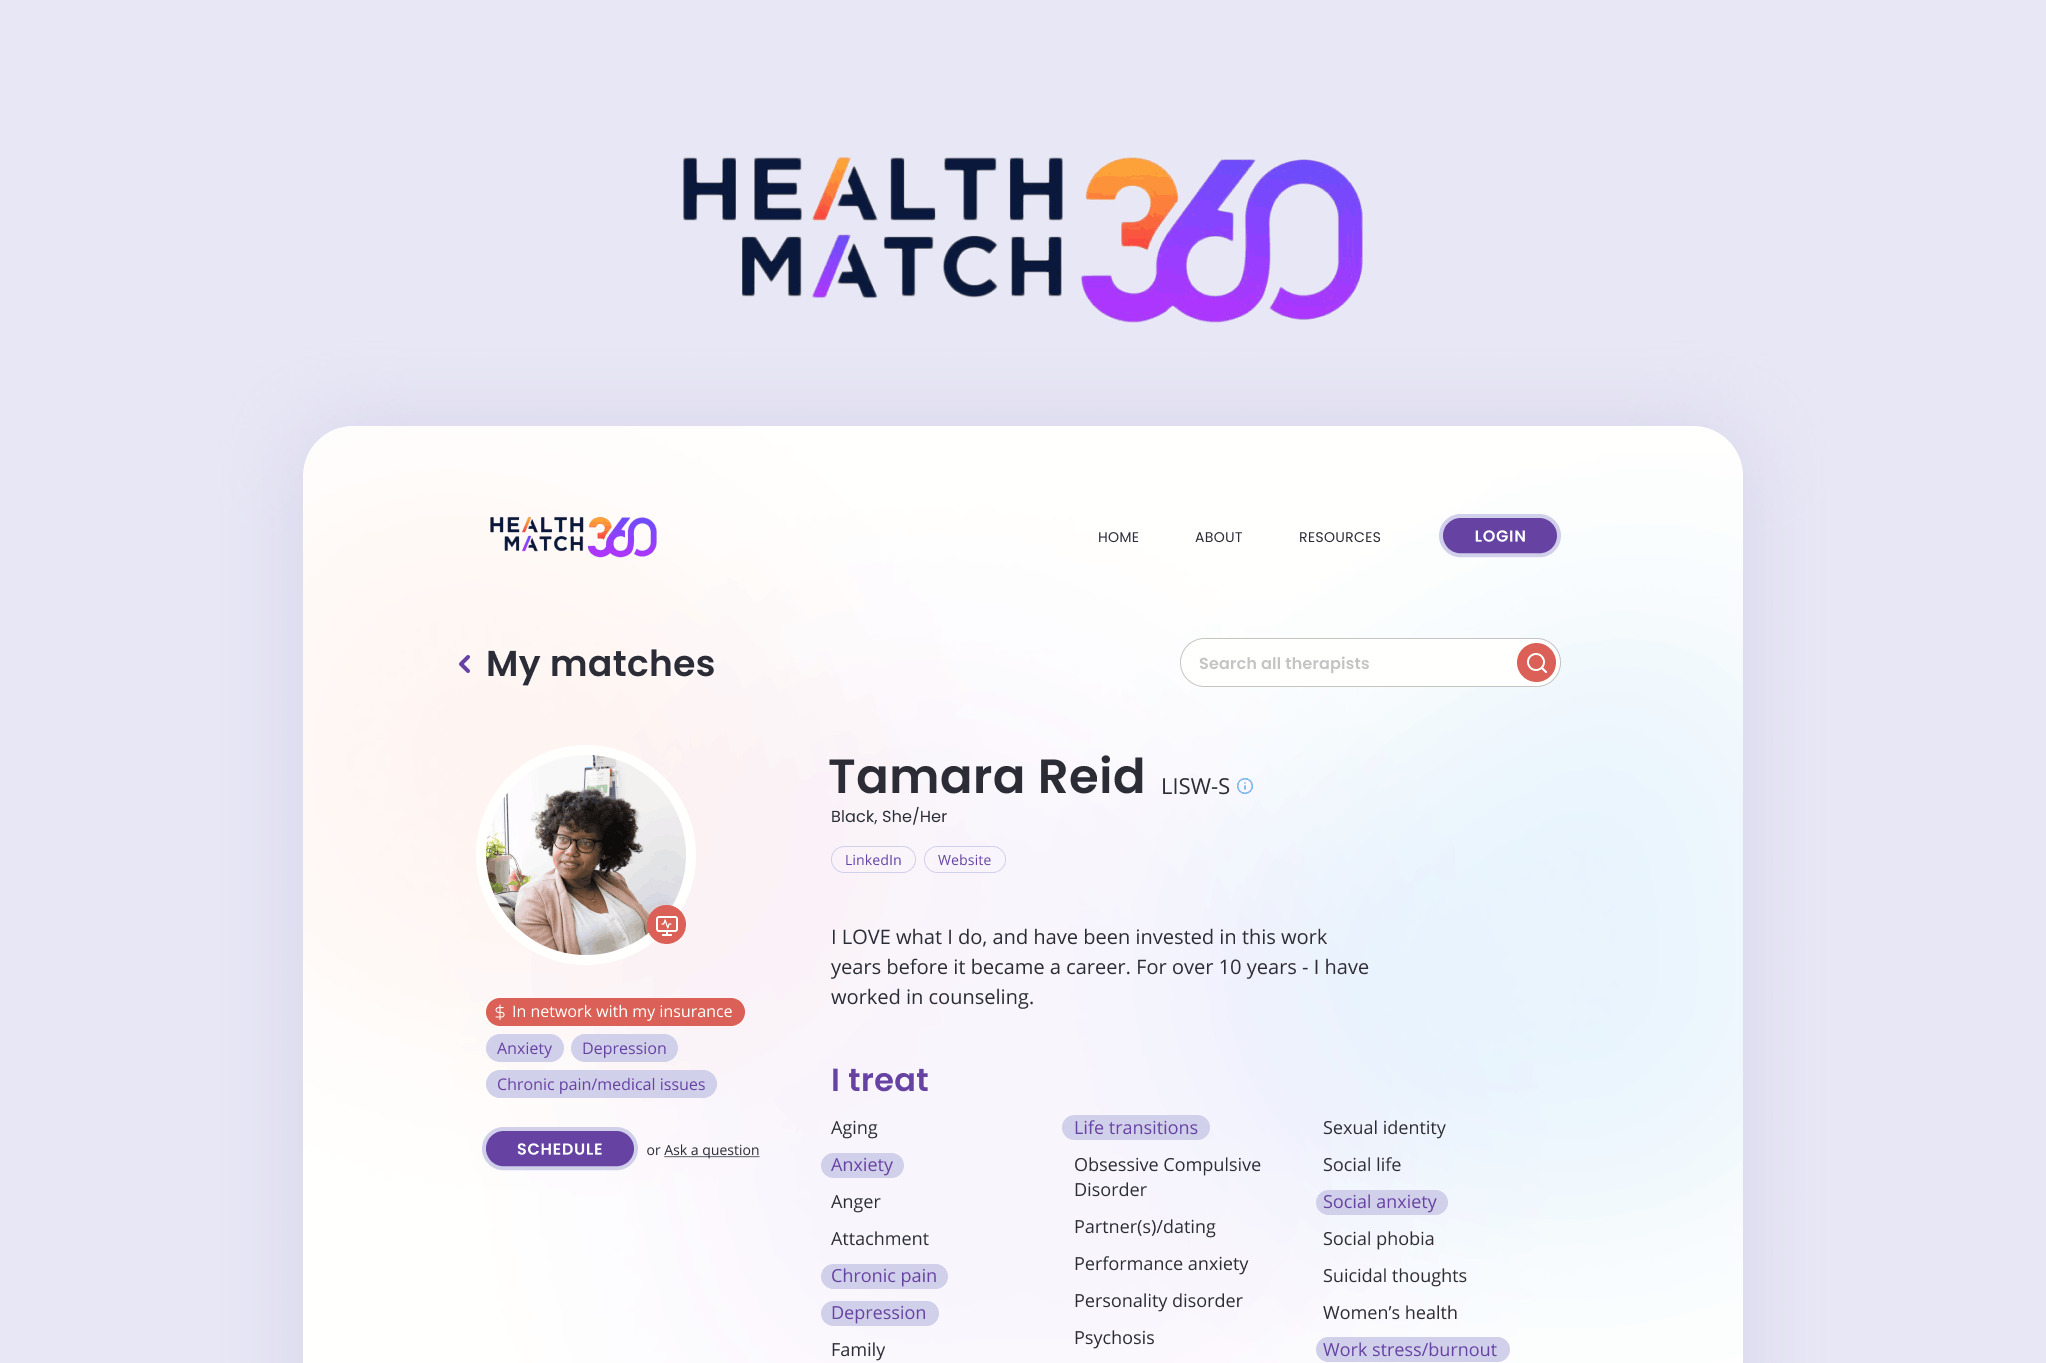 HEALTH
MATCH 360
HEALTH
MATCH 360
HOME ABOUT RESOURCES LOGIN
My matches
Search all therapists
Tamara Reid LISW-S
Black, She/Her
LinkedIn Website
I LOVE what I do, and have been invested in this work
years before it became a career. For over 10 years - I have
worked in counseling.
$ In network with my insurance
Anxiety Depression
Chronic pain/medical issues
SCHEDULE or Ask a question
I treat
Aging
Anxiety
Anger
Attachment
Chronic pain
Depression
Family
Life transitions
Obsessive Compulsive
Disorder
Partner(s)/dating
Performance anxiety
Personality disorder
Psychosis
Sexual identity
Social life
Social anxiety
Social phobia
Suicidal thoughts
Women’s health
Work stress/burnout